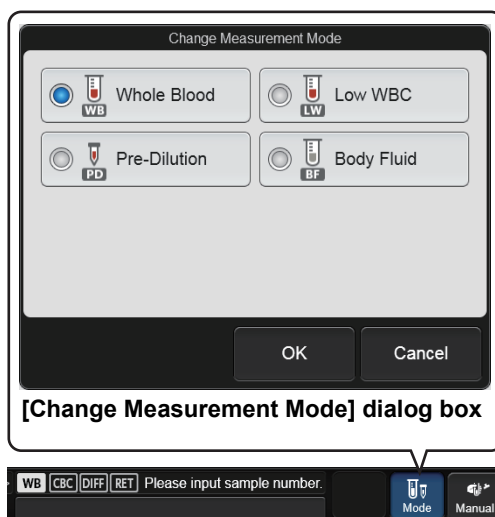 Change Measurement Mode
WB Whole Blood
LW Low WBC
PD Pre-Dilution
BF Body Fluid
OK Cancel
[Change Measurement Mode] dialog box
WB CBC DIFF RET Please input sample number.
Mode Manual